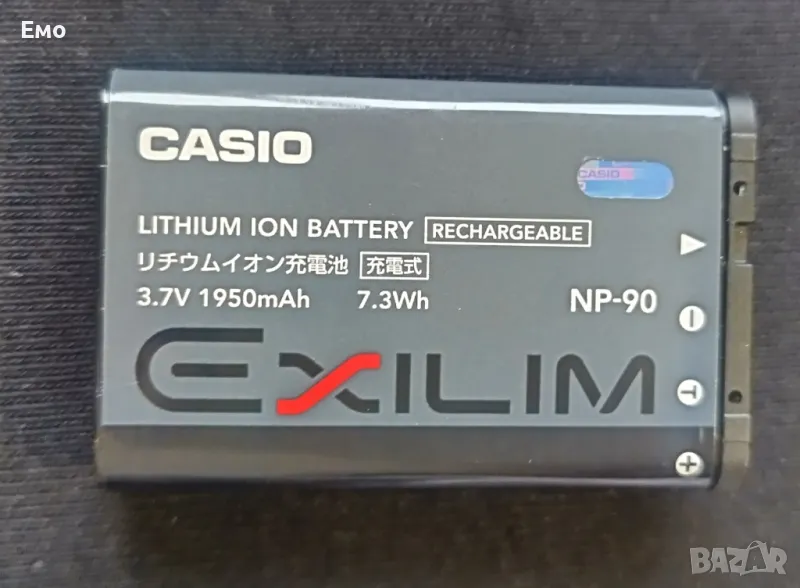 Емо
CASIO
CASIO
LITHIUM ION BATTERY RECHARGEABLE
リチウムイオン充電池 充電式
3.7V 1950mAh 7.3Wh NP-90
EXILIM
T
BAZAR